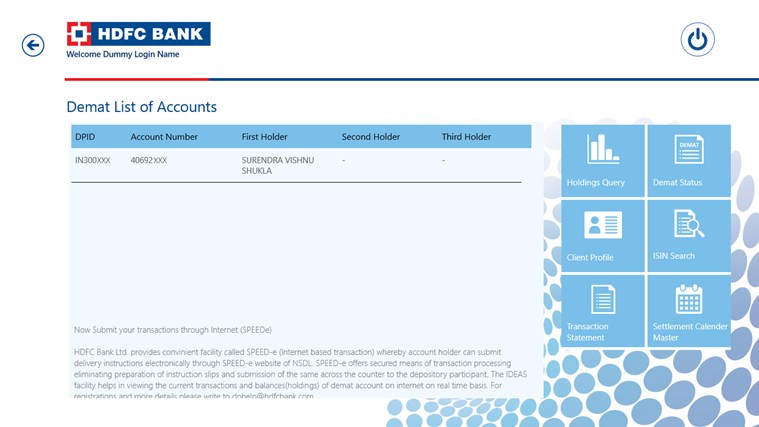 HDFC BANK
Welcome Dummy Login Name
Demat List of Accounts
DPID Account Number First Holder Second Holder Third Holder
IN300XXX 40692XXX SURENDRA VISHNU - -
SHUKLA
Holdings Query
DEMAT
Demat Status
Client Profile
ISIN Search
Transaction
Statement
Settlement Calender
Master
Now Submit your transactions through Internet (SPEEDe)
HDFC Bank Ltd. provides convinient facility called SPEED-e (Internet based transaction) whereby account holder can submit
delivery instructions electronically through SPEED-e website of NSDL. SPEED-e offers secured means of transaction processing
eliminating preparation of instruction slips and submission of the same across the counter to the depository participant. The IDEAS
facility helps in viewing the current transactions and balances(holdings) of demat account on internet on real time basis. For
registrations and more details please write to dphelp@hdfcbank.com